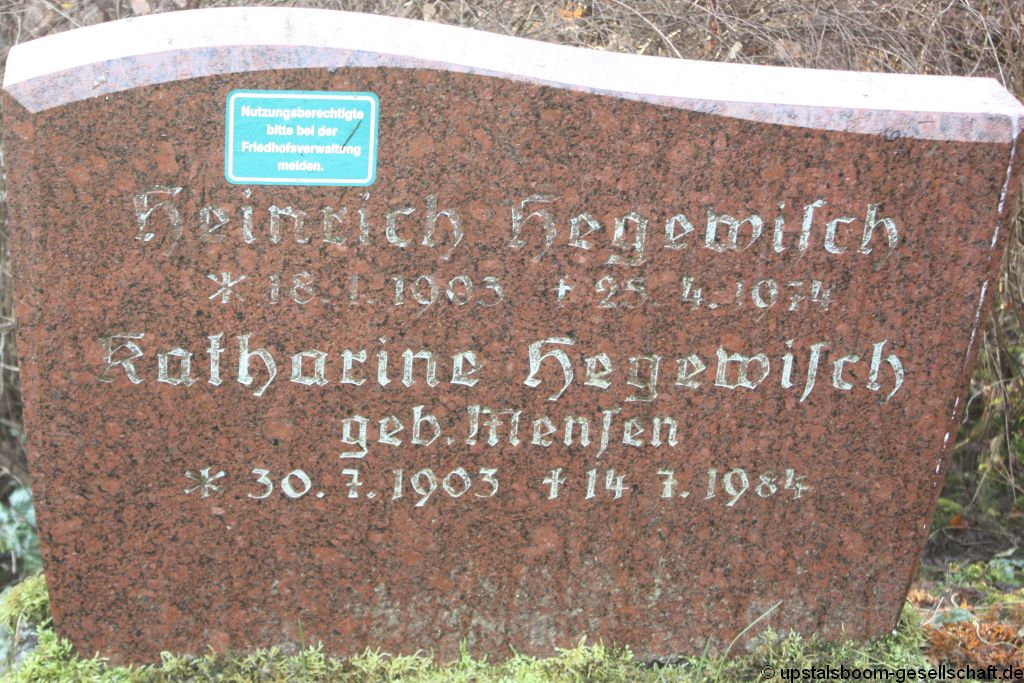 Nutzungsberechtigte
bitte bei der
Friedhofsverwaltung
melden.
Heinrich Hegewiſch
* 18. 1. 1903 † 25. 4. 1974
Katharine Hegewiſch
geb. Menſen
* 30. 7. 1903 † 14. 7. 1984
© upstalsboom-gesellschaft.de